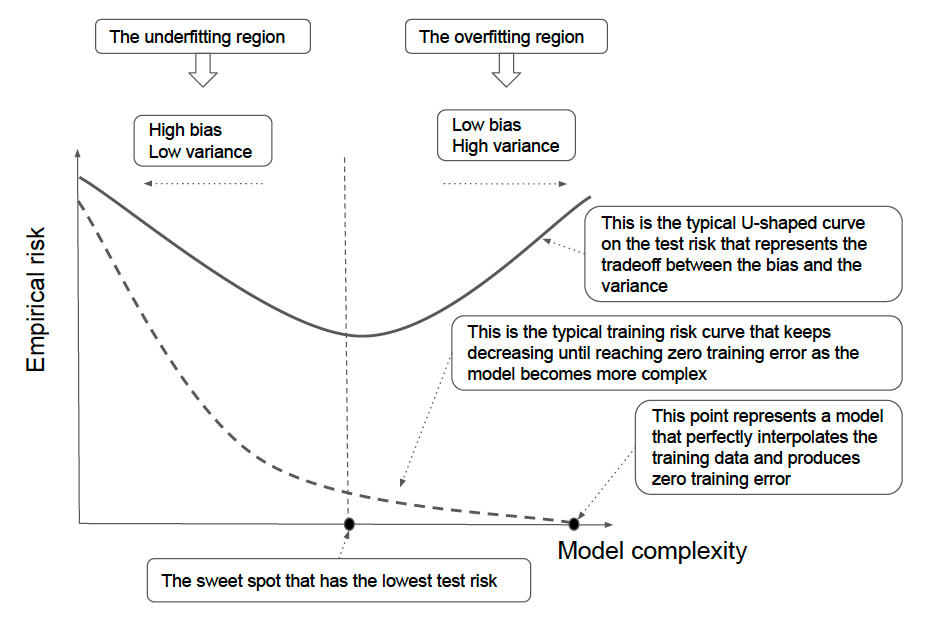 The underfitting region
The overfitting region
High bias
Low variance
Low bias
High variance
This is the typical U-shaped curve
on the test risk that represents the
tradeoff between the bias and the
variance
Empirical risk
This is the typical training risk curve that keeps
decreasing until reaching zero training error as the
model becomes more complex
This point represents a model
that perfectly interpolates the
training data and produces
zero training error
Model complexity
The sweet spot that has the lowest test risk